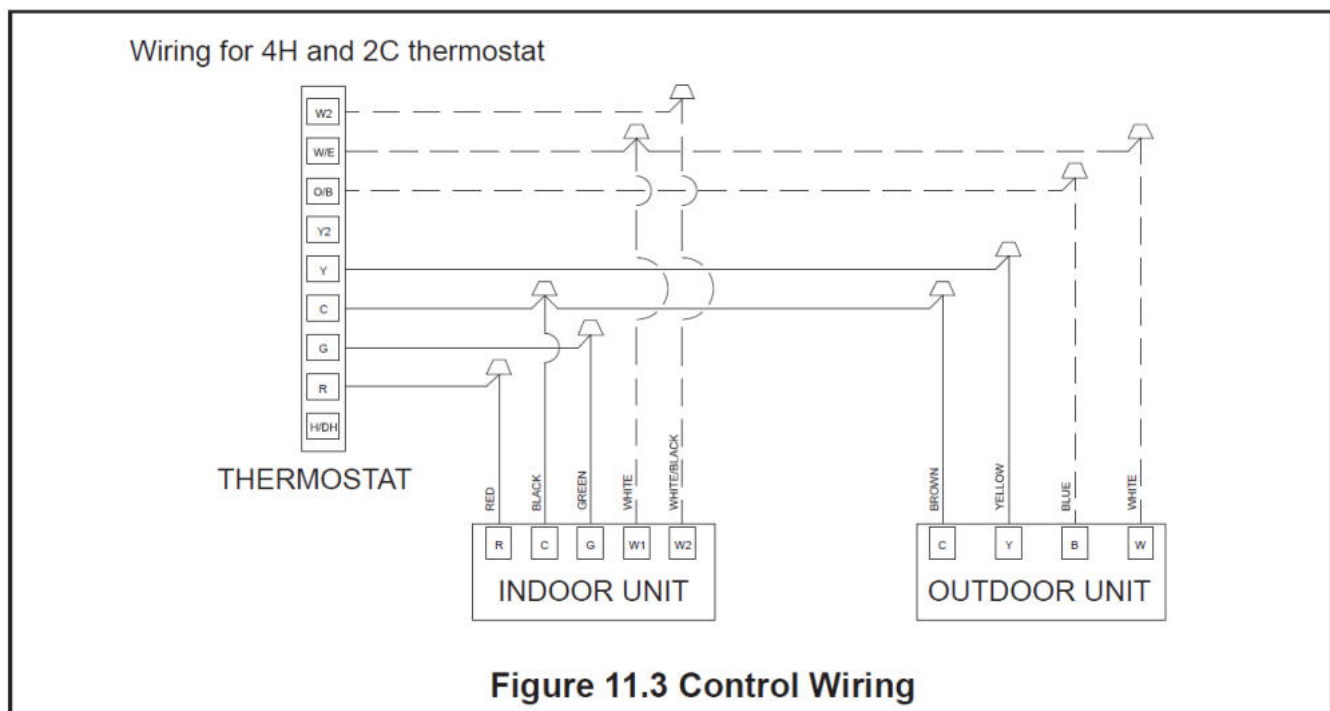 Wiring for 4H and 2C thermostat
W2
W/E
O/B
Y2
Y
C
G
R
H/DH
THERMOSTAT
RED
BLACK
GREEN
WHITE
WHITE/BLACK
BROWN
YELLOW
BLUE
WHITE
R C G W1 W2
C Y B W
INDOOR UNIT
OUTDOOR UNIT
Figure 11.3 Control Wiring